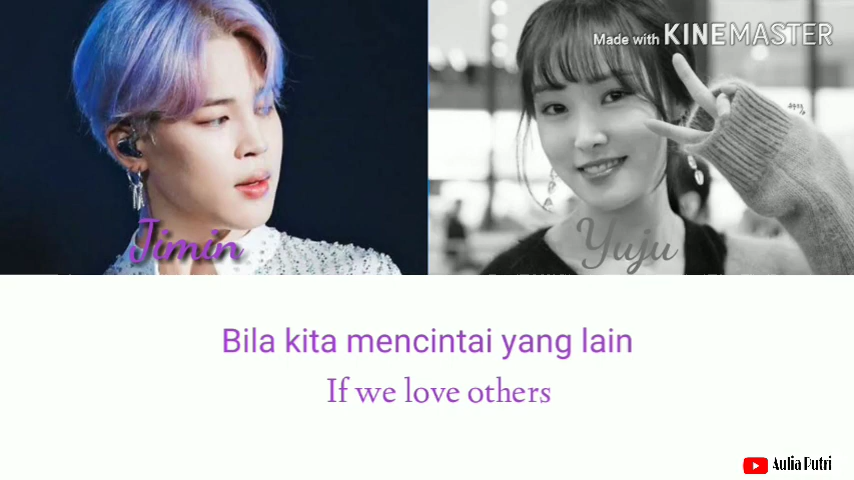 Made with KINEMASTER
Jimin
Yuju
Bila kita mencintai yang lain
If we love others
Aulia Putri